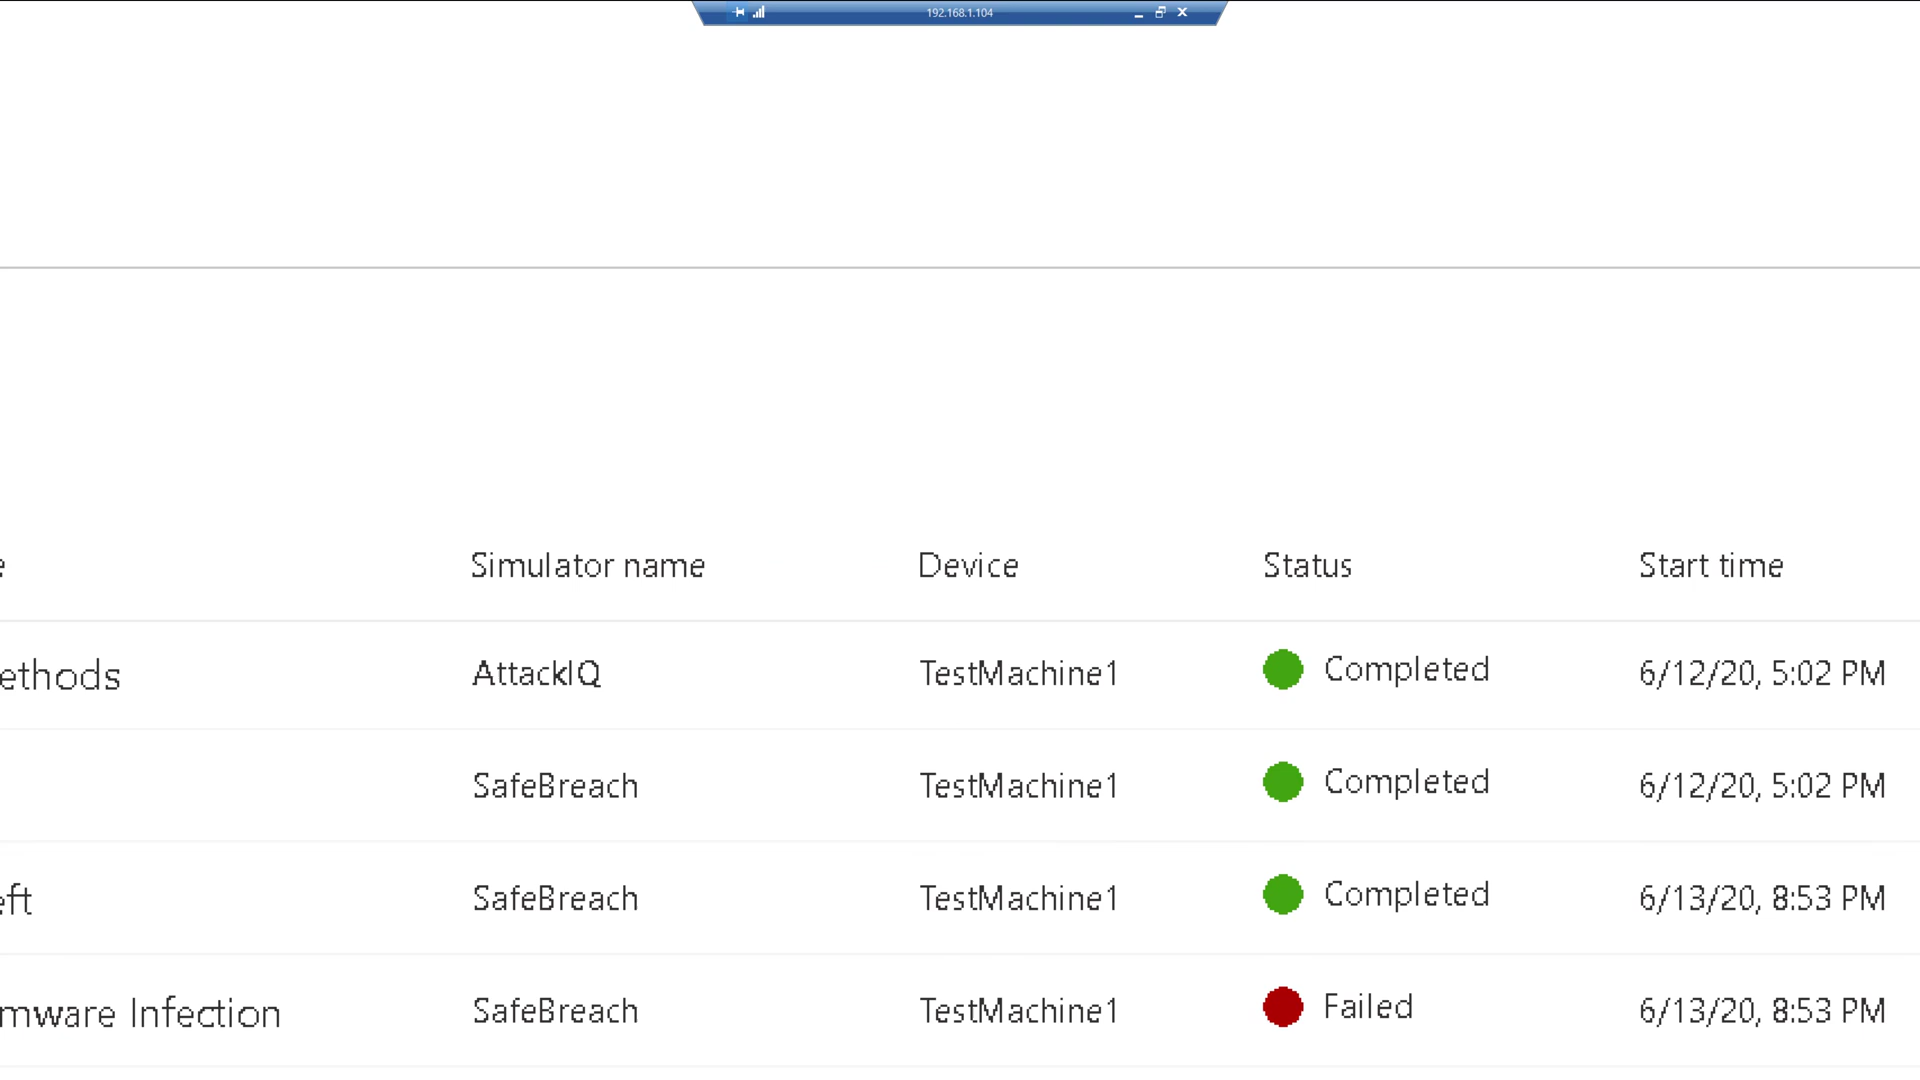 192.168.1.104
Simulator name Device Status Start time
ethods AttackIQ TestMachine1 Completed 6/12/20, 5:02 PM
SafeBreach TestMachine1 Completed 6/12/20, 5:02 PM
eft SafeBreach TestMachine1 Completed 6/13/20, 8:53 PM
mware Infection SafeBreach TestMachine1 Failed 6/13/20, 8:53 PM